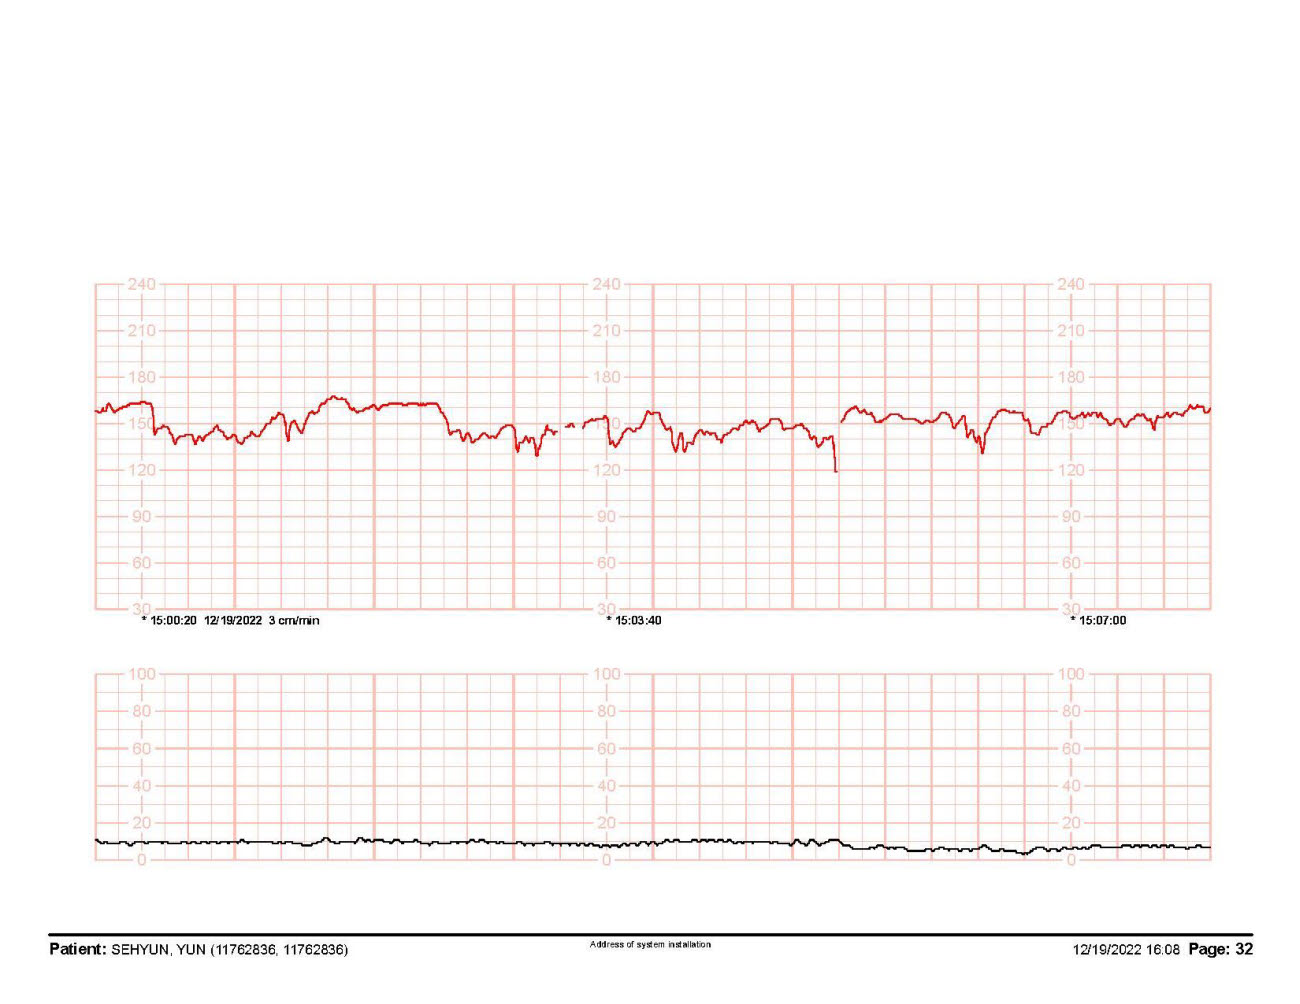 240 240 240
210 210 210
180 180 180
150 150 150
120 120 120
90 90 90
60 60 60
30 30 30
* 15:00:20 12/19/2022 3 cm/min * 15:03:40 * 15:07:00
100 100 100
80 80 80
60 60 60
40 40 40
20 20 20
0 0 0
Patient: SEHYUN, YUN (11762836, 11762836) Address of system installation 12/19/2022 16:08 Page: 32